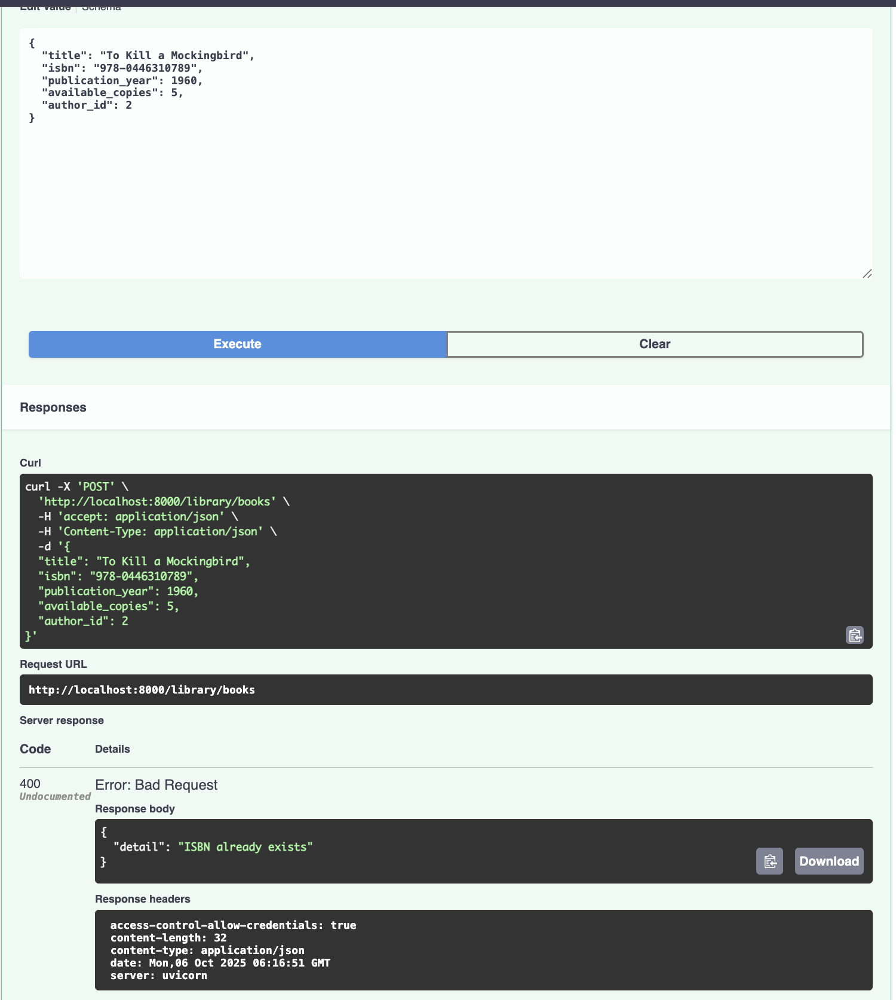 Edit Value | Schema
{
  "title": "To Kill a Mockingbird",
  "isbn": "978-0446310789",
  "publication_year": 1960,
  "available_copies": 5,
  "author_id": 2
}
Execute
Clear
Responses
Curl
curl -X 'POST' \
  'http://localhost:8000/library/books' \
  -H 'accept: application/json' \
  -H 'Content-Type: application/json' \
  -d '{
  "title": "To Kill a Mockingbird",
  "isbn": "978-0446310789",
  "publication_year": 1960,
  "available_copies": 5,
  "author_id": 2
}'
Request URL
http://localhost:8000/library/books
Server response
Code Details
400 Error: Bad Request
Undocumented
Response body
{
  "detail": "ISBN already exists"
}
Download
Response headers
access-control-allow-credentials: true
content-length: 32
content-type: application/json
date: Mon,06 Oct 2025 06:16:51 GMT
server: uvicorn